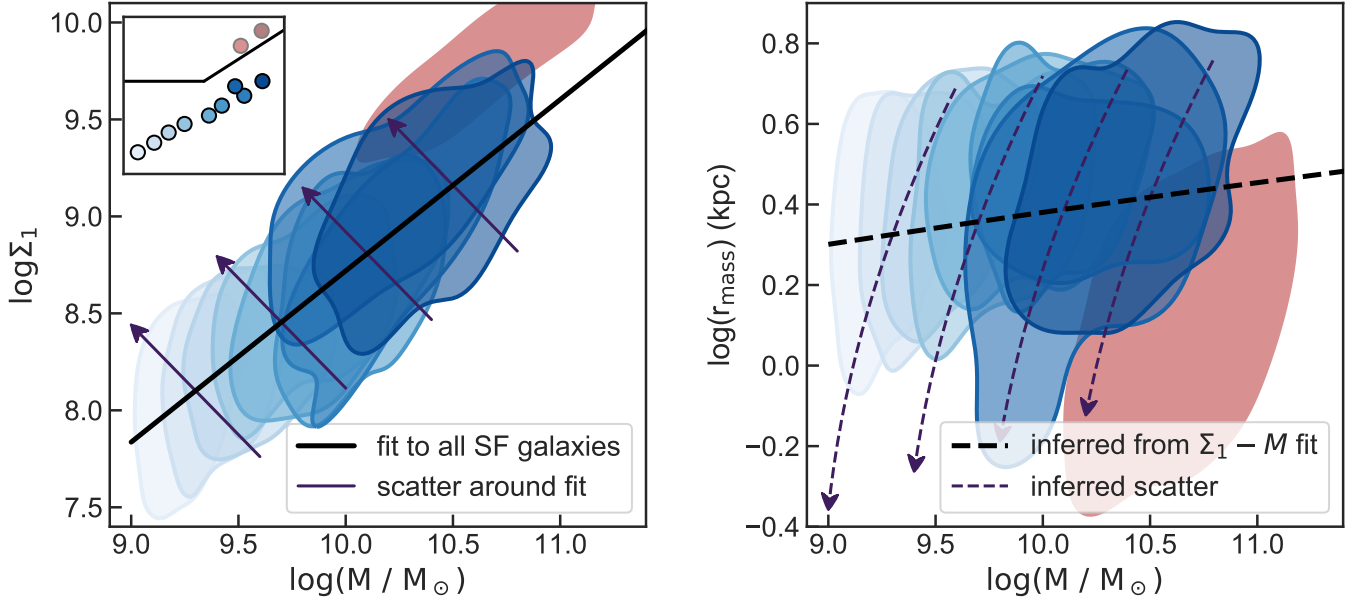 10.0
9.5
9.0
8.5
8.0
7.5
logΣ₁
9.0 9.5 10.0 10.5 11.0
log(M / M⊙)
fit to all SF galaxies
scatter around fit
0.8
0.6
0.4
0.2
0.0
−0.2
−0.4
log(r_mass) (kpc)
9.0 9.5 10.0 10.5 11.0
log(M / M⊙)
inferred from Σ₁ − M fit
inferred scatter